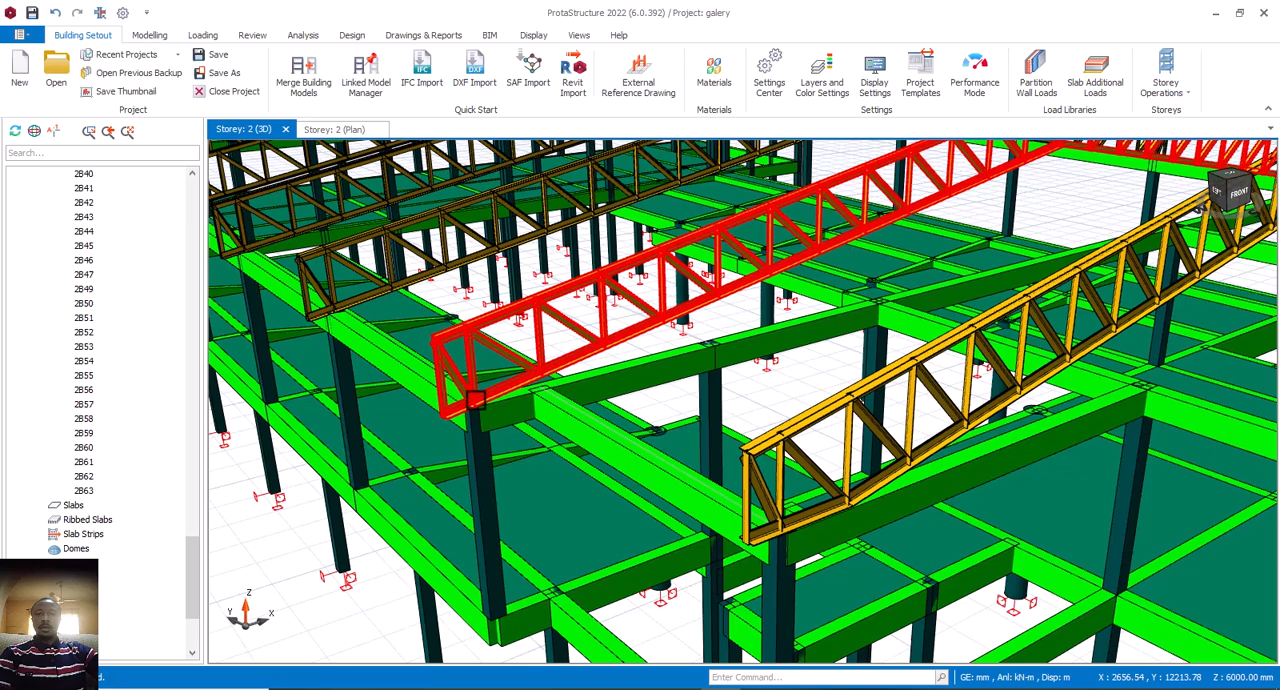 ProtaStructure 2022 (6.0.392) / Project: galery
Building Setout Modelling Loading Review Analysis Design Drawings & Reports BIM Display Views Help
New
Open
Recent Projects
Open Previous Backup
Save Thumbnail
Save
Save As
Close Project
Project
Merge Building Models
Linked Model Manager
IFC Import
DXF Import
SAF Import
Revit Import
Quick Start
External Reference Drawing
Materials
Materials
Settings Center
Layers and Color Settings
Display Settings
Project Templates
Performance Mode
Settings
Partition Wall Loads
Slab Additional Loads
Load Libraries
Storey Operations
Storeys
Search...
2B40
2B41
2B42
2B43
2B44
2B45
2B46
2B47
2B49
2B50
2B51
2B52
2B53
2B54
2B55
2B56
2B57
2B58
2B59
2B60
2B61
2B62
2B63
Slabs
Ribbed Slabs
Slab Strips
Domes
Storey: 2 (3D)
Storey: 2 (Plan)
FRONT
Z
Y
X
Enter Command...
GE: mm , Anl: kN-m , Disp: m
X : 2656.54 , Y : 12213.78
Z : 6000.00 mm